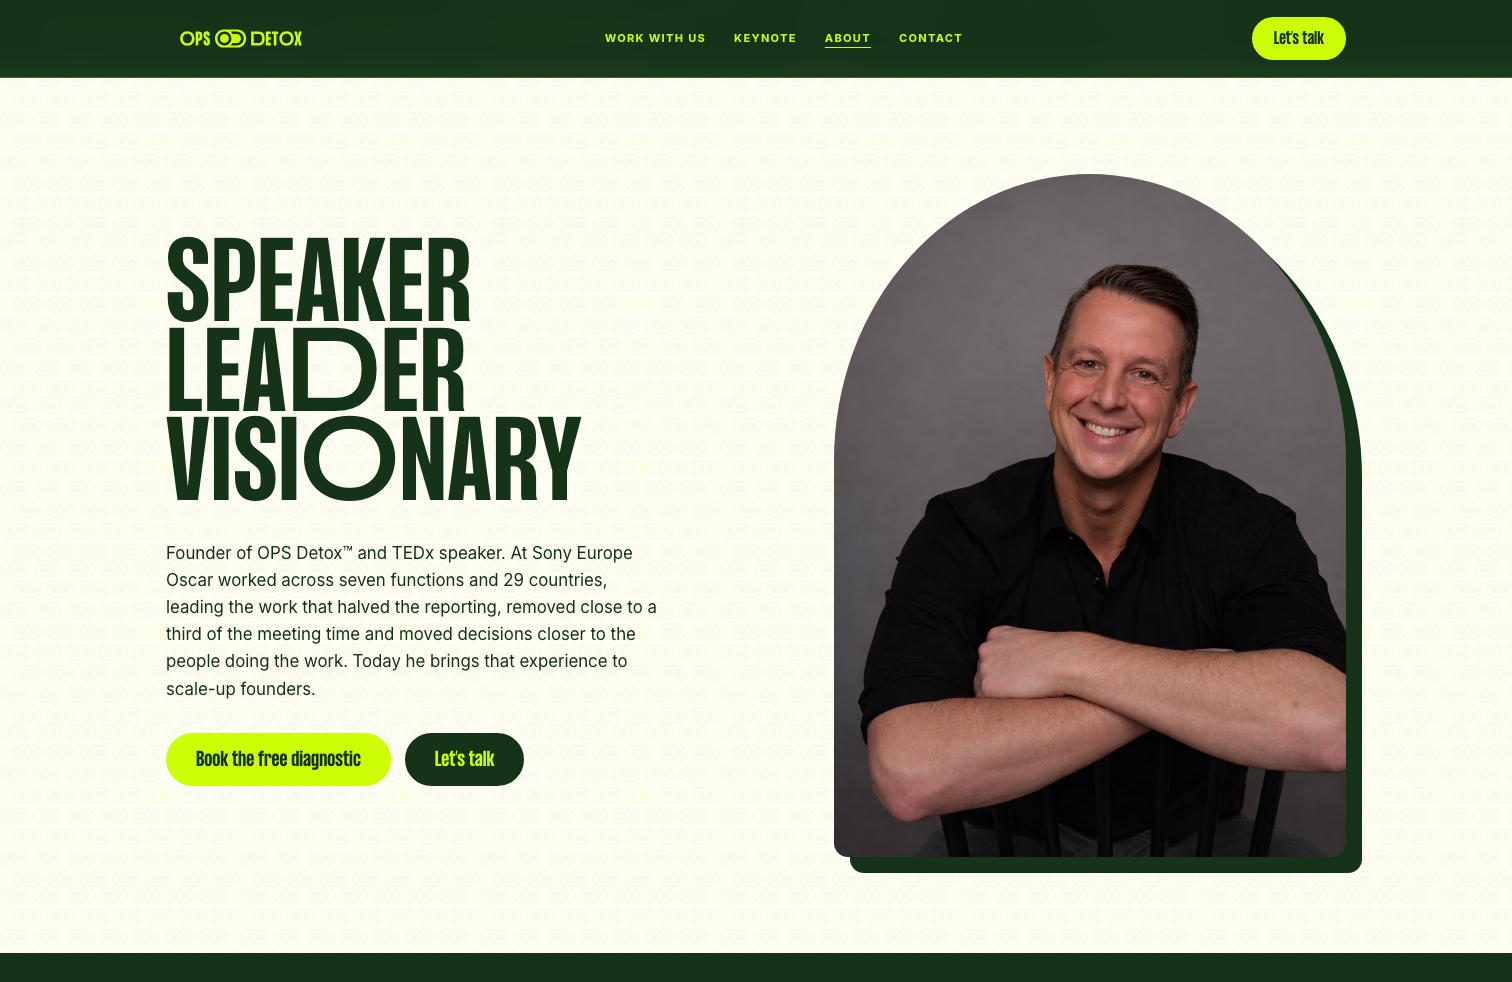 OPS DETOX
WORK WITH US
KEYNOTE
ABOUT
CONTACT
Let's talk
SPEAKER
LEADER
VISIONARY
Founder of OPS Detox™ and TEDx speaker. At Sony Europe
Oscar worked across seven functions and 29 countries,
leading the work that halved the reporting, removed close to a
third of the meeting time and moved decisions closer to the
people doing the work. Today he brings that experience to
scale-up founders.
Book the free diagnostic
Let's talk